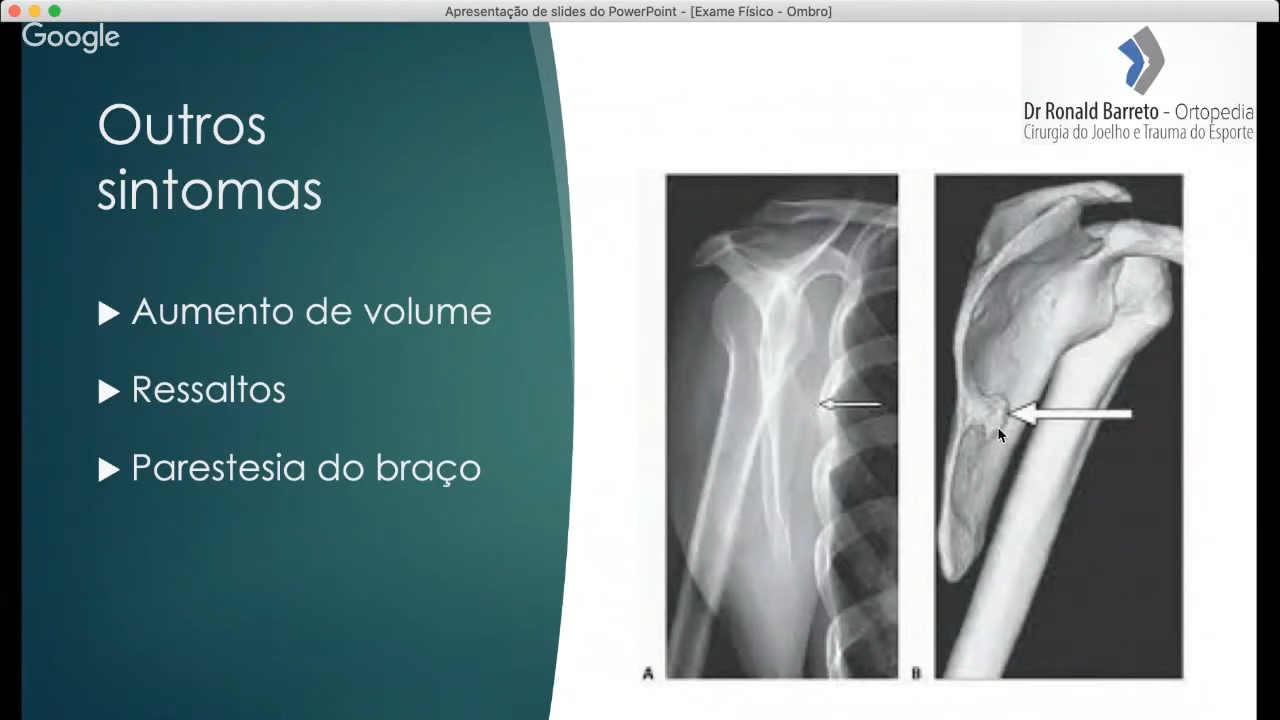 Apresentação de slides do PowerPoint - [Exame Físico - Ombro]
Google
Dr Ronald Barreto - Ortopedia
Cirurgia do Joelho e Trauma do Esporte
Outros
sintomas
Aumento de volume
Ressaltos
Parestesia do braço
A
B